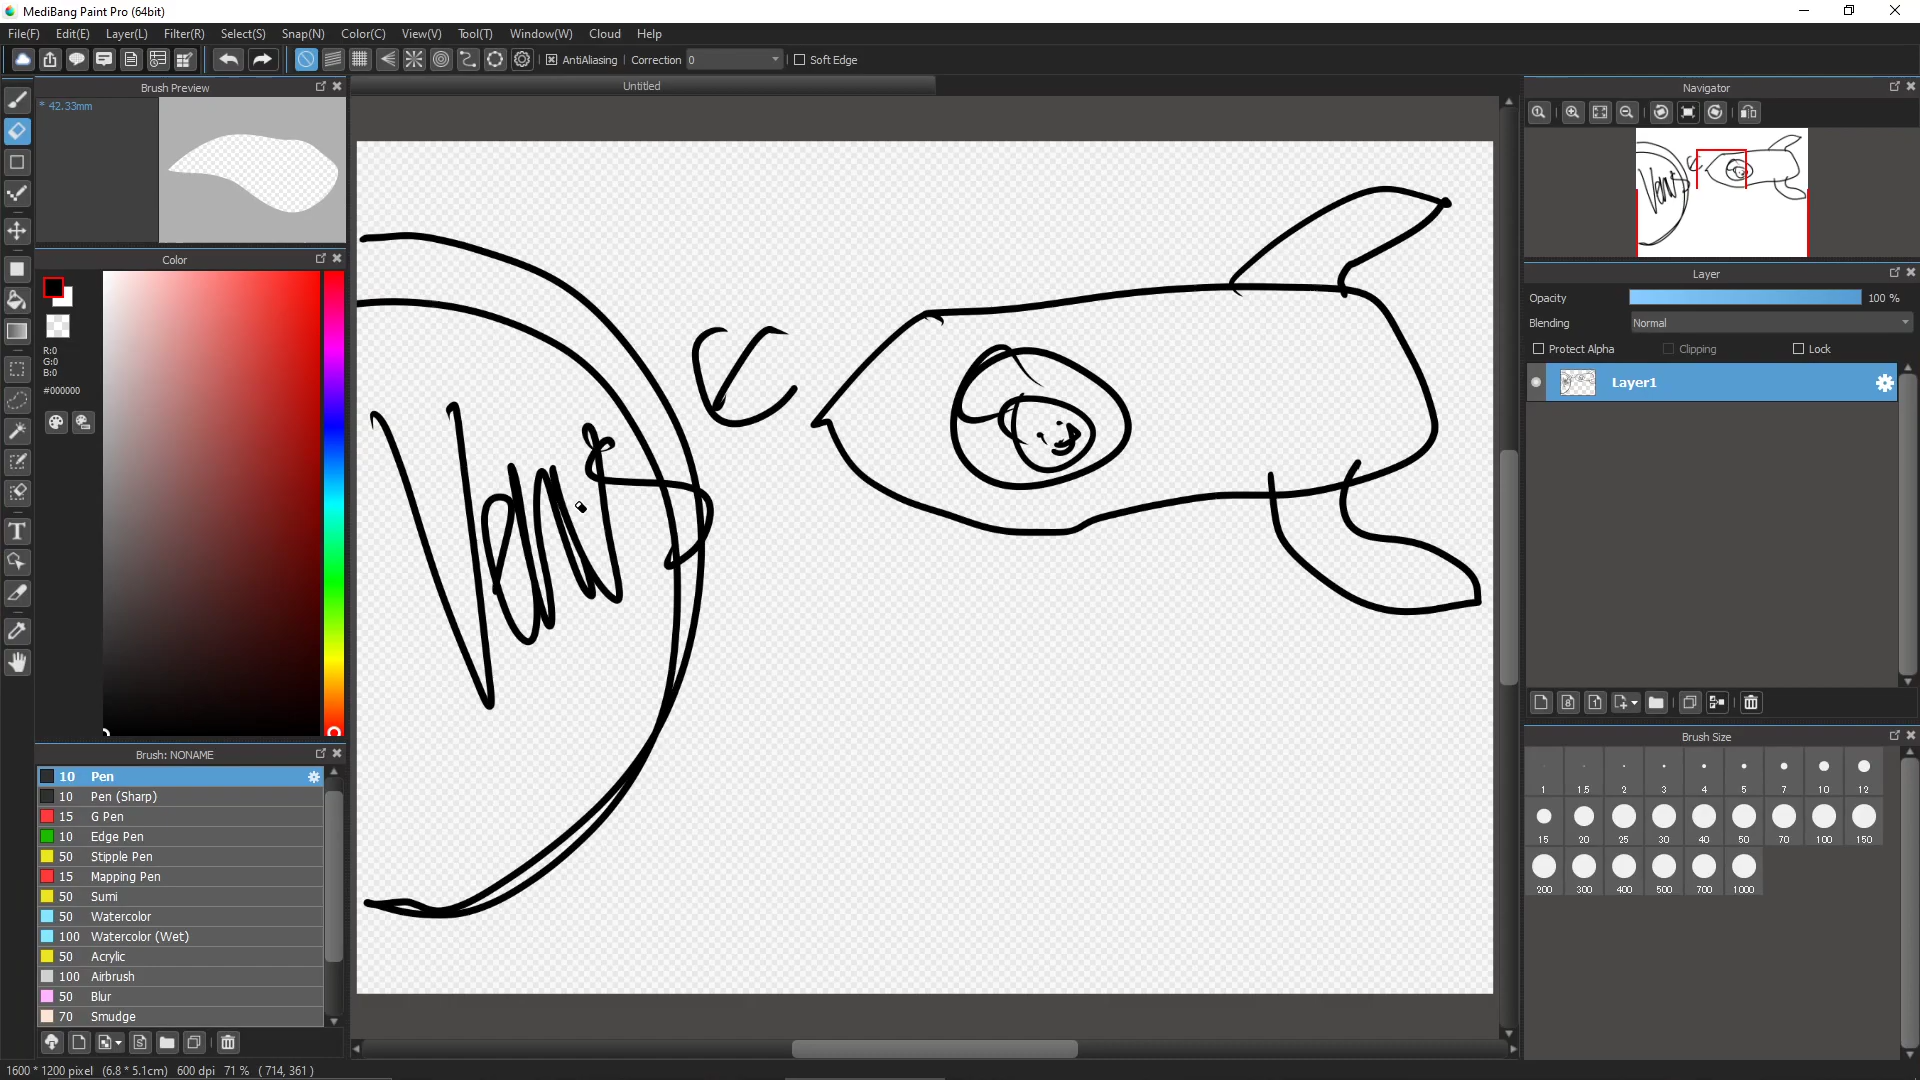 MediBang Paint Pro (64bit)
File(F) Edit(E) Layer(L) Filter(R) Select(S) Snap(N) Color(C) View(V) Tool(T) Window(W) Cloud Help
AntiAliasing Correction 0 Soft Edge
Brush Preview
* 42.33mm
Color
R:0
G:0
B:0
#000000
Brush: NONAME
10 Pen
10 Pen (Sharp)
15 G Pen
10 Edge Pen
50 Stipple Pen
15 Mapping Pen
50 Sumi
50 Watercolor
100 Watercolor (Wet)
50 Acrylic
100 Airbrush
50 Blur
70 Smudge
Untitled
Navigator
Layer
Opacity 100 %
Blending Normal
Protect Alpha Clipping Lock
Layer1
Brush Size
1 1.5 2 3 4 5 7 10 12
15 20 25 30 40 50 70 100 150
200 300 400 500 700 1000
1600 * 1200 pixel (6.8 * 5.1cm) 600 dpi 71 % ( 714, 361 )